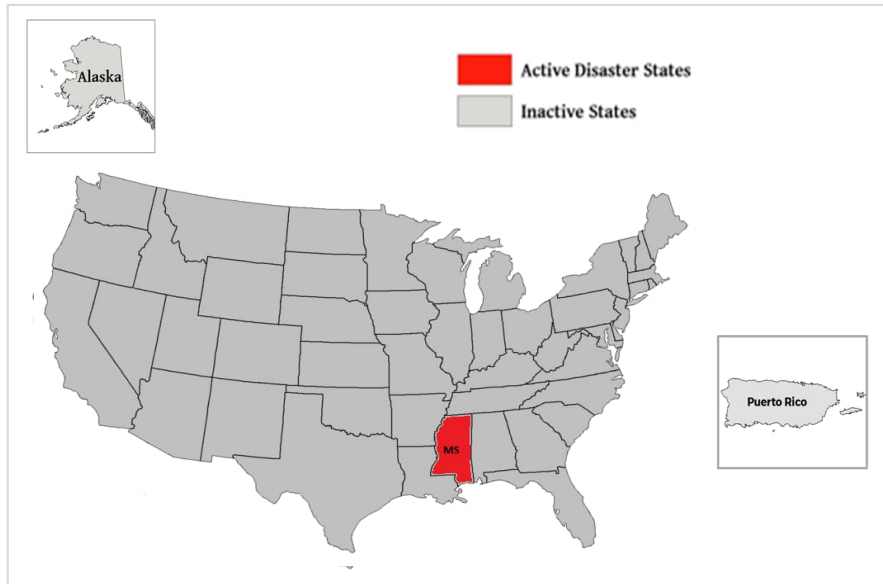 Alaska
Active Disaster States
Inactive States
MS
Puerto Rico